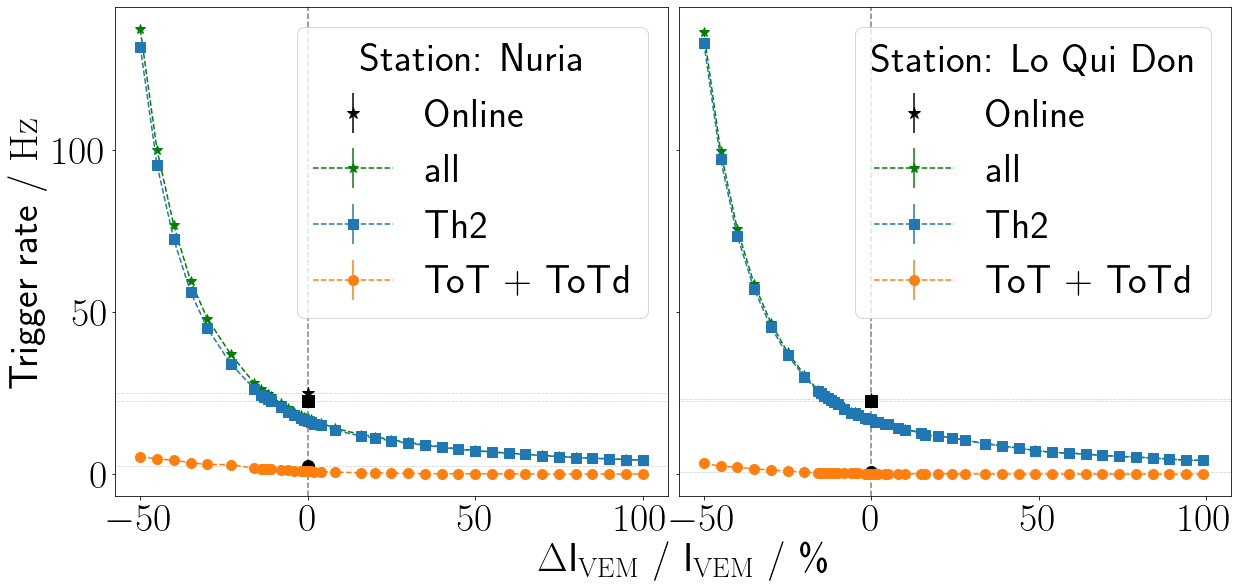 Trigger rate / Hz
100
50
0
Station: Nuria
Online
all
Th2
ToT + ToTd
Station: Lo Qui Don
Online
all
Th2
ToT + ToTd
−50
0
50
100
−50
0
50
100
ΔI_VEM / I_VEM / %